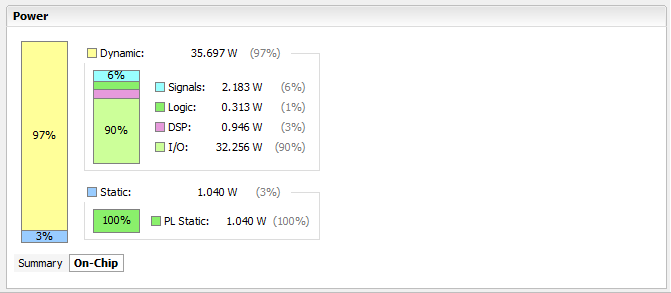 Power
Dynamic: 35.697 W (97%)
6%
Signals: 2.183 W (6%)
Logic: 0.313 W (1%)
DSP: 0.946 W (3%)
97%
90%
I/O: 32.256 W (90%)
Static: 1.040 W (3%)
100%
PL Static: 1.040 W (100%)
3%
Summary On-Chip